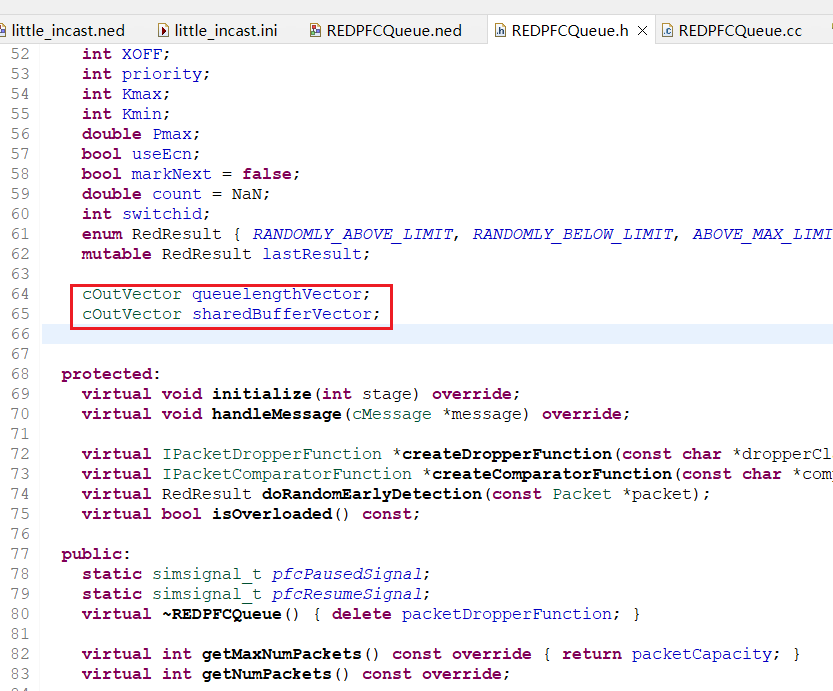 little_incast.ned little_incast.ini REDPFCQueue.ned REDPFCQueue.h REDPFCQueue.cc
52 int XOFF;
53 int priority;
54 int Kmax;
55 int Kmin;
56 double Pmax;
57 bool useEcn;
58 bool markNext = false;
59 double count = NaN;
60 int switchid;
61 enum RedResult { RANDOMLY_ABOVE_LIMIT, RANDOMLY_BELOW_LIMIT, ABOVE_MAX_LIMI
62 mutable RedResult lastResult;
63
64 cOutVector queuelengthVector;
65 cOutVector sharedBufferVector;
66
67
68 protected:
69 virtual void initialize(int stage) override;
70 virtual void handleMessage(cMessage *message) override;
71
72 virtual IPacketDropperFunction *createDropperFunction(const char *dropperCl
73 virtual IPacketComparatorFunction *createComparatorFunction(const char *com
74 virtual RedResult doRandomEarlyDetection(const Packet *packet);
75 virtual bool isOverloaded() const;
76
77 public:
78 static simsignal_t pfcPausedSignal;
79 static simsignal_t pfcResumeSignal;
80 virtual ~REDPFCQueue() { delete packetDropperFunction; }
81
82 virtual int getMaxNumPackets() const override { return packetCapacity; }
83 virtual int getNumPackets() const override;